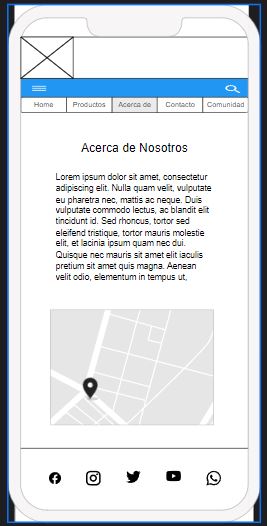 Home Productos Acerca de Contacto Comunidad
Acerca de Nosotros
Lorem ipsum dolor sit amet, consectetur
adipiscing elit. Nulla quam velit, vulputate
eu pharetra nec, mattis ac neque. Duis
vulputate commodo lectus, ac blandit elit
tincidunt id. Sed rhoncus, tortor sed
eleifend tristique, tortor mauris molestie
elit, et lacinia ipsum quam nec dui.
Quisque nec mauris sit amet elit iaculis
pretium sit amet quis magna. Aenean
velit odio, elementum in tempus ut,